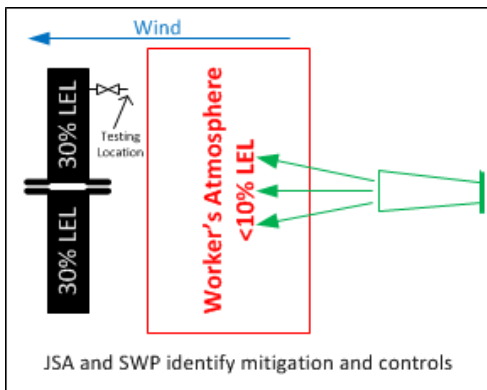 Wind
30% LEL
Testing
Location
30% LEL
Worker's Atmosphere
<10% LEL
JSA and SWP identify mitigation and controls